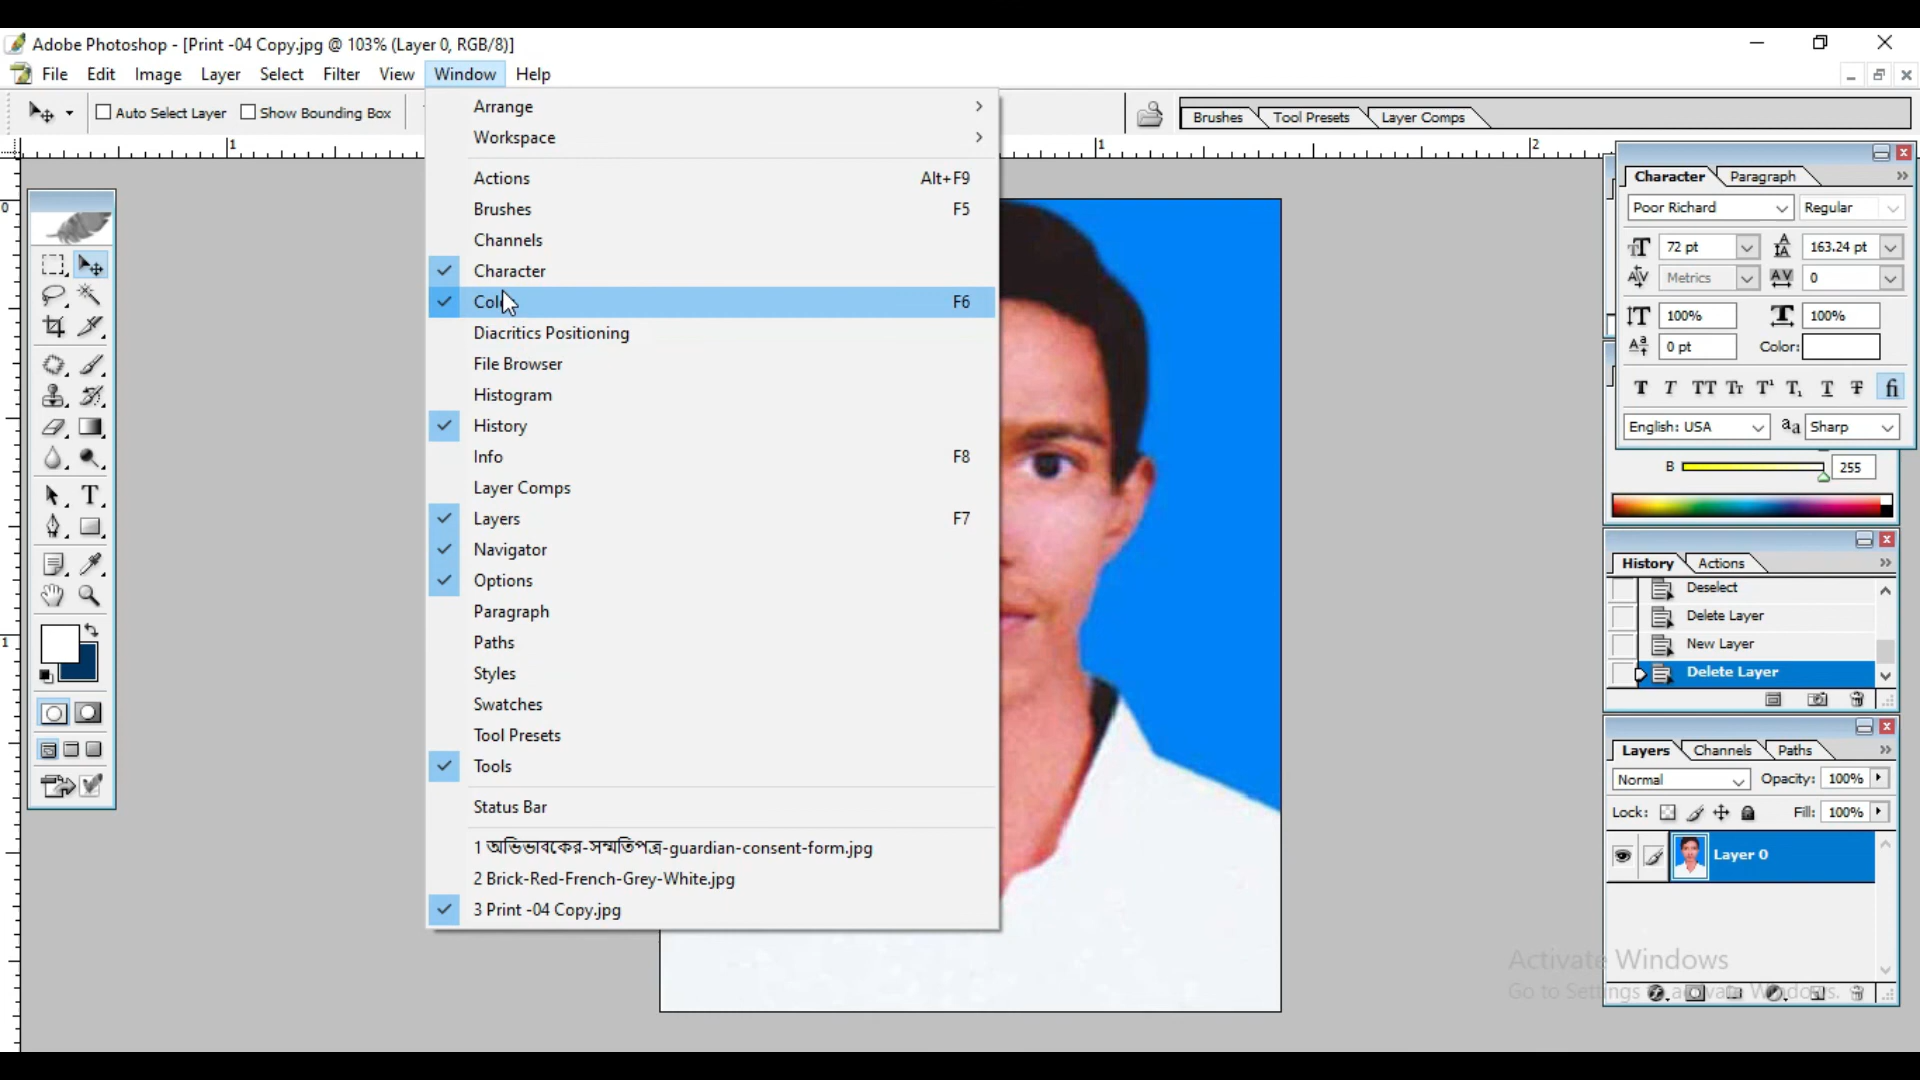 Adobe Photoshop - [Print -04 Copy.jpg @ 103% (Layer 0, RGB/8)]
File Edit Image Layer Select Filter View Window Help
Auto Select Layer Show Bounding Box
Brushes Tool Presets Layer Comps
1 1 2
0
1
Arrange
Workspace
Actions Alt+F9
Brushes F5
Channels
Character
Color F6
Diacritics Positioning
File Browser
Histogram
History
Info F8
Layer Comps
Layers F7
Navigator
Options
Paragraph
Paths
Styles
Swatches
Tool Presets
Tools
Status Bar
1 অভিভাবকের-সম্মতিপত্র-guardian-consent-form.jpg
2 Brick-Red-French-Grey-White.jpg
3 Print -04 Copy.jpg
Character Paragraph
Poor Richard Regular
72 pt 163.24 pt
Metrics 0
100% 100%
0 pt Color:
English: USA Sharp
B 255
History Actions
Deselect
Delete Layer
New Layer
Delete Layer
Layers Channels Paths
Normal Opacity: 100%
Lock: Fill: 100%
Layer 0
Activate Windows
Go to Settings to activate Windows.